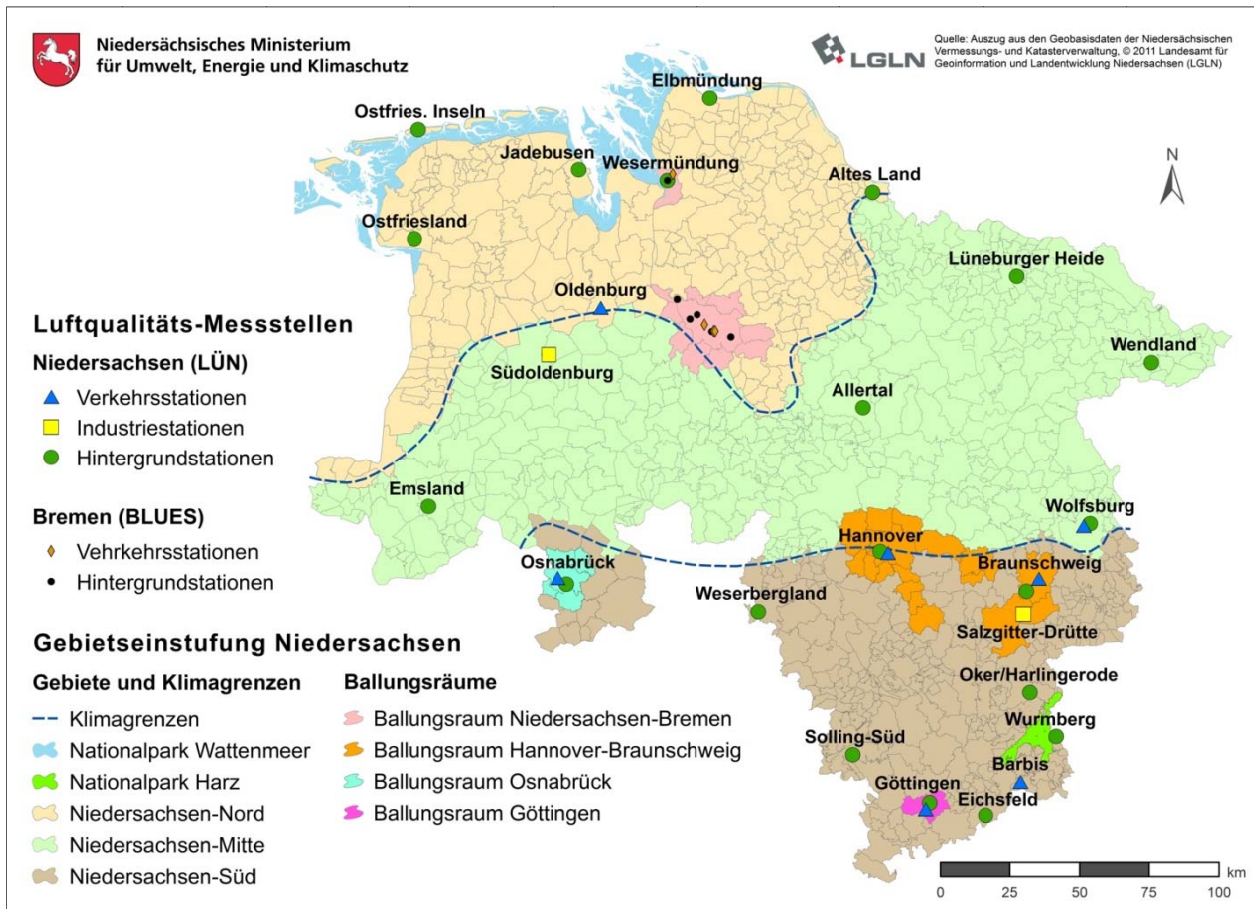 Niedersächsisches Ministerium
für Umwelt, Energie und Klimaschutz
LGLN
Quelle: Auszug aus den Geobasisdaten der Niedersächsischen
Vermessungs- und Katasterverwaltung, © 2011 Landesamt für
Geoinformation und Landentwicklung Niedersachsen (LGLN)
Elbmündung
Ostfries. Inseln
Jadebusen
Wesermündung
Altes Land
N
Ostfriesland
Lüneburger Heide
Oldenburg
Wendland
Südoldenburg
Allertal
Emsland
Wolfsburg
Hannover
Osnabrück
Braunschweig
Weserbergland
Salzgitter-Drütte
Oker/Harlingerode
Wurmberg
Solling-Süd
Barbis
Göttingen
Eichsfeld
Luftqualitäts-Messstellen
Niedersachsen (LÜN)
Verkehrsstationen
Industriestationen
Hintergrundstationen
Bremen (BLUES)
Vehrkehrsstationen
Hintergrundstationen
Gebietseinstufung Niedersachsen
Gebiete und Klimagrenzen
Klimagrenzen
Nationalpark Wattenmeer
Nationalpark Harz
Niedersachsen-Nord
Niedersachsen-Mitte
Niedersachsen-Süd
Ballungsräume
Ballungsraum Niedersachsen-Bremen
Ballungsraum Hannover-Braunschweig
Ballungsraum Osnabrück
Ballungsraum Göttingen
km
0 25 50 75 100